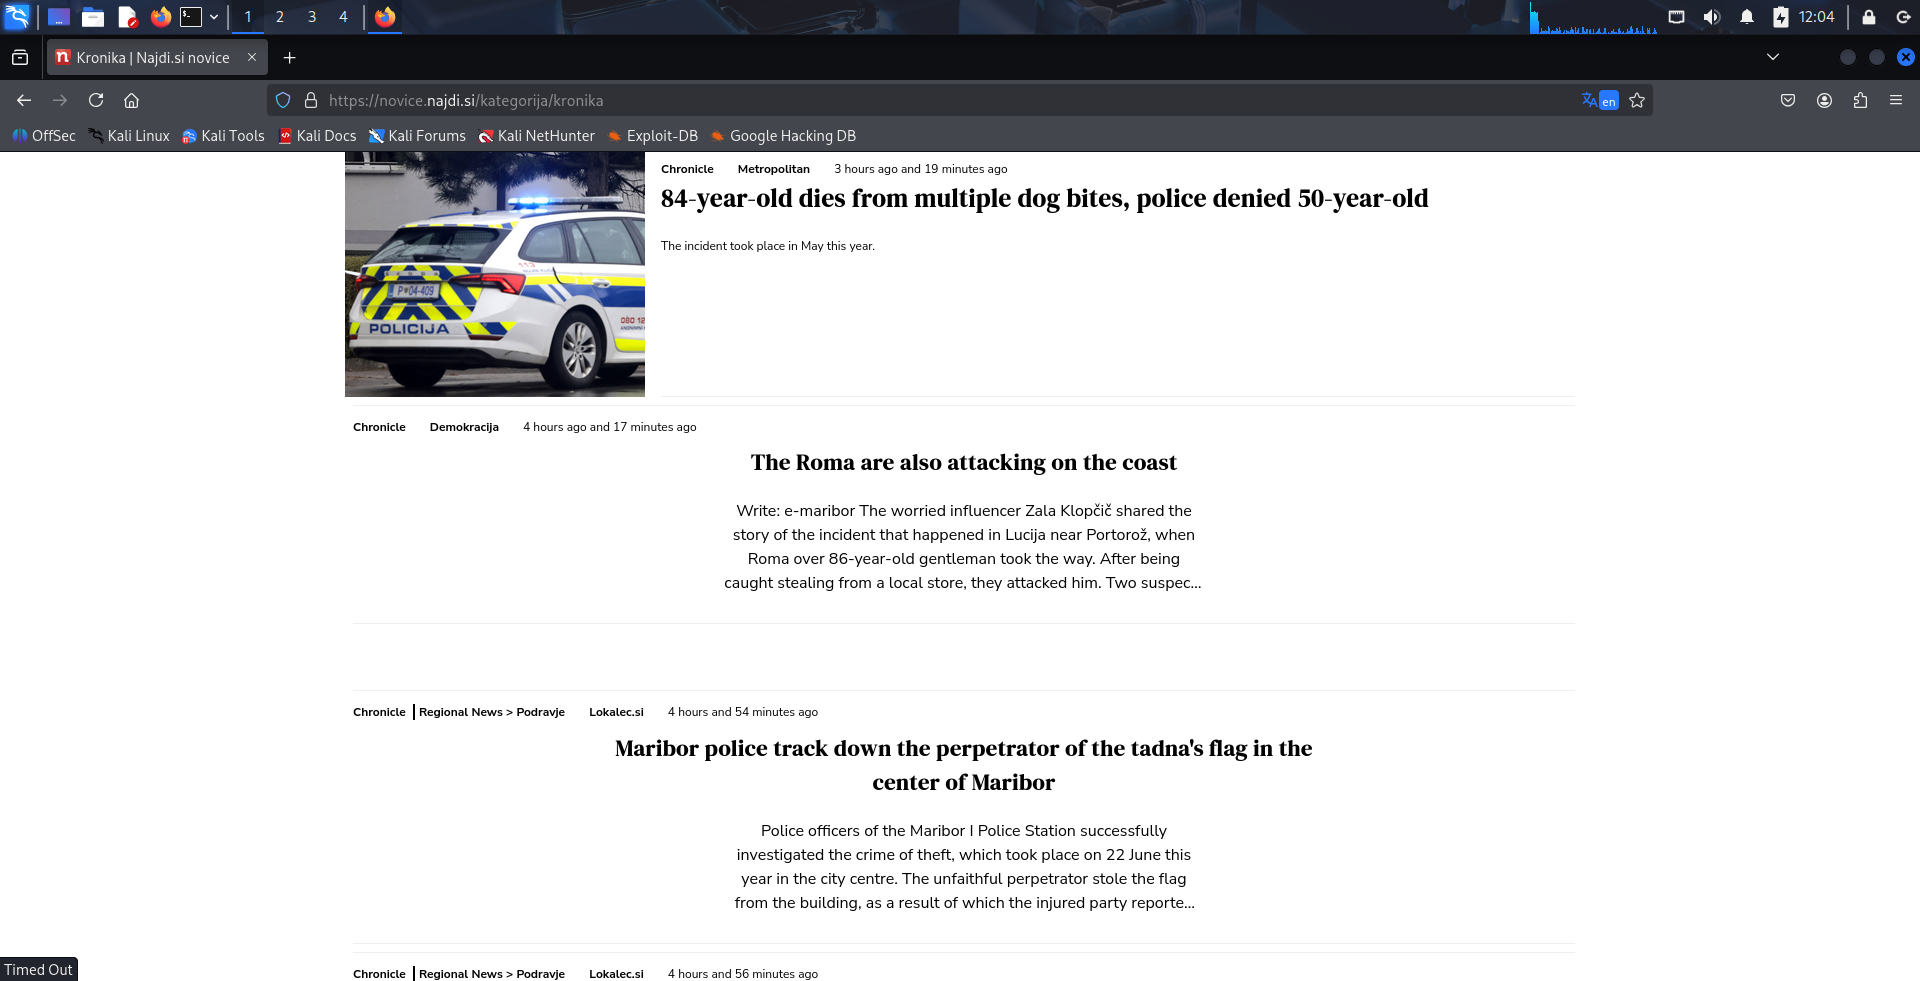 1 2 3 4
12:04
Kronika | Najdi.si novice
https://novice.najdi.si/kategorija/kronika
en
OffSec Kali Linux Kali Tools Kali Docs Kali Forums Kali NetHunter Exploit-DB Google Hacking DB
Chronicle Metropolitan 3 hours ago and 19 minutes ago
84-year-old dies from multiple dog bites, police denied 50-year-old
The incident took place in May this year.
113
P 04-409
POLICIJA
080 12
Chronicle Demokracija 4 hours ago and 17 minutes ago
The Roma are also attacking on the coast
Write: e-maribor The worried influencer Zala Klopčič shared the
story of the incident that happened in Lucija near Portorož, when
Roma over 86-year-old gentleman took the way. After being
caught stealing from a local store, they attacked him. Two suspec...
Chronicle | Regional News > Podravje Lokalec.si 4 hours and 54 minutes ago
Maribor police track down the perpetrator of the tadna's flag in the
center of Maribor
Police officers of the Maribor I Police Station successfully
investigated the crime of theft, which took place on 22 June this
year in the city centre. The unfaithful perpetrator stole the flag
from the building, as a result of which the injured party reporte...
Timed Out
Chronicle | Regional News > Podravje Lokalec.si 4 hours and 56 minutes ago